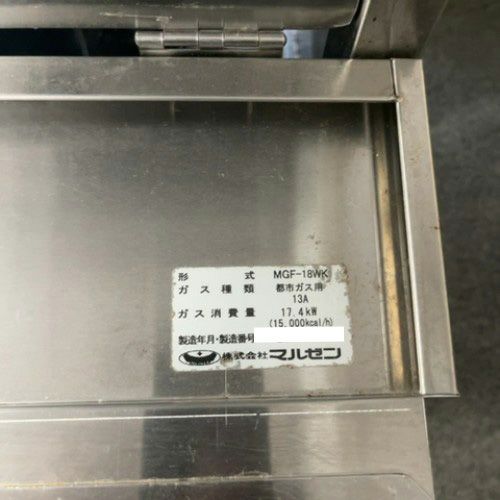 形式 MGF-18WK
ガス種類 都市ガス用
13A
ガス消費量 17.4kW
(15,000kcal/h)
製造年月・製造番号
株式会社マルゼン